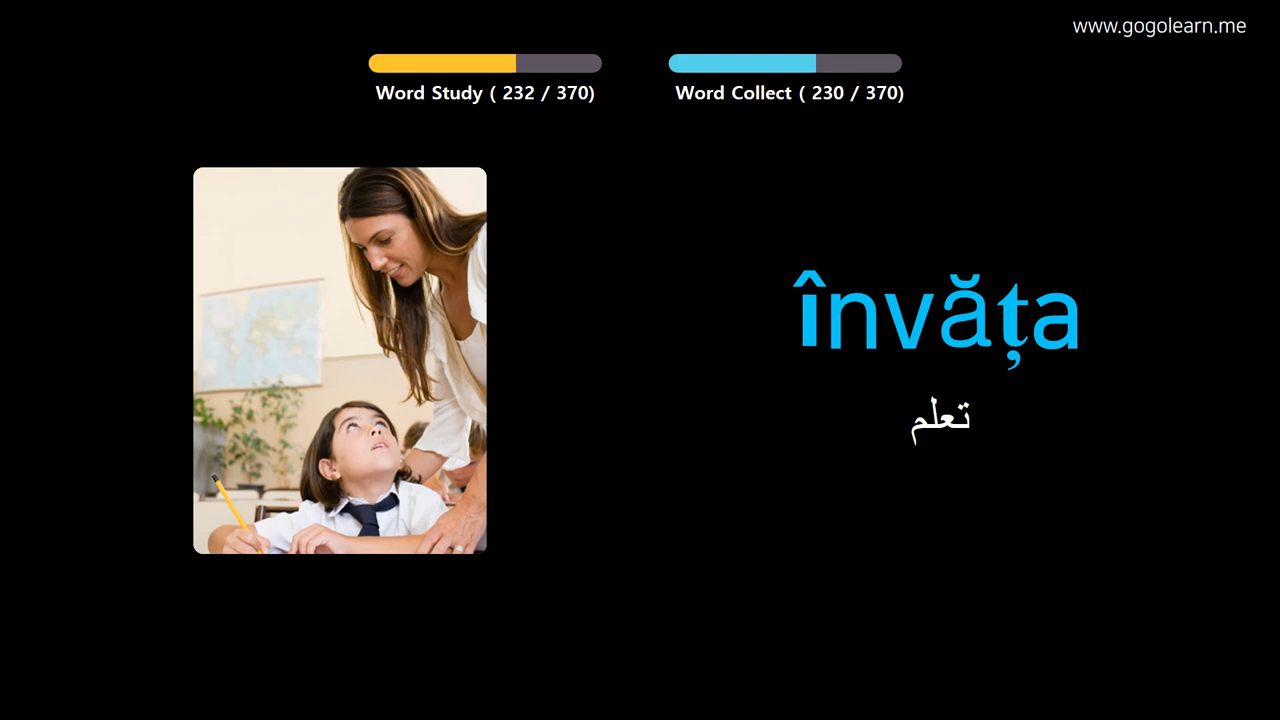 www.gogolearn.me
Word Study ( 232 / 370)
Word Collect ( 230 / 370)
învăța
تعلم